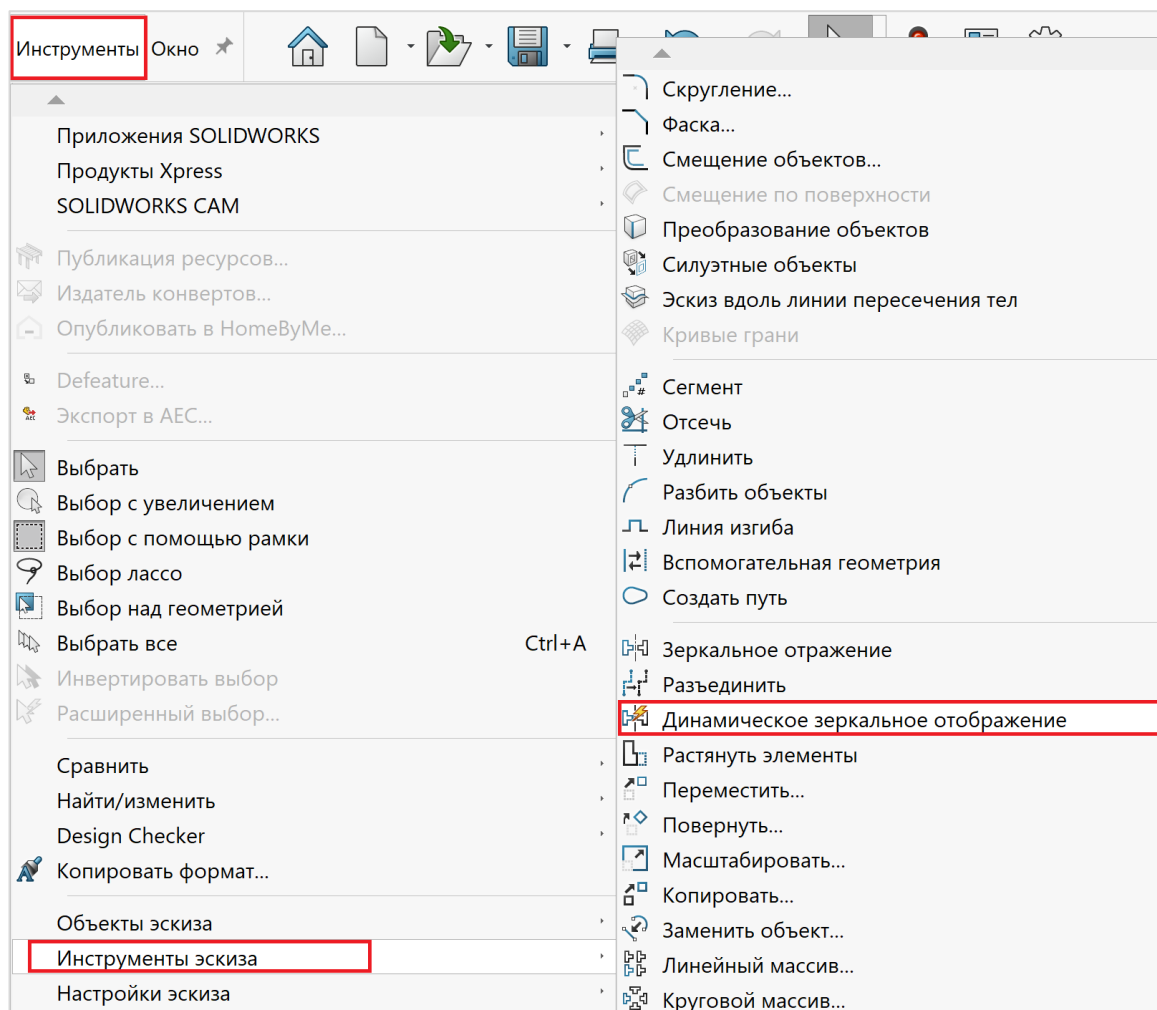 Инструменты Окно
Приложения SOLIDWORKS
Продукты Xpress
SOLIDWORKS CAM
Публикация ресурсов...
Издатель конвертов...
Опубликовать в HomeByMe...
Defeature...
Экспорт в AEC...
Выбрать
Выбор с увеличением
Выбор с помощью рамки
Выбор лассо
Выбор над геометрией
Выбрать все Ctrl+A
Инвертировать выбор
Расширенный выбор...
Сравнить
Найти/изменить
Design Checker
Копировать формат...
Объекты эскиза
Инструменты эскиза
Настройки эскиза
Скругление...
Фаска...
Смещение объектов...
Смещение по поверхности
Преобразование объектов
Силуэтные объекты
Эскиз вдоль линии пересечения тел
Кривые грани
Сегмент
Отсечь
Удлинить
Разбить объекты
Линия изгиба
Вспомогательная геометрия
Создать путь
Зеркальное отражение
Разъединить
Динамическое зеркальное отображение
Растянуть элементы
Переместить...
Повернуть...
Масштабировать...
Копировать...
Заменить объект...
Линейный массив...
Круговой массив...